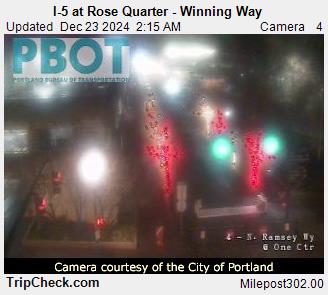 I-5 at Rose Quarter - Winning Way
Updated Dec 23 2024 2:15 AM Camera 4
PBOT
PORTLAND BUREAU OF TRANSPORTATION
4 - N. Ramsey Wy
@ One Ctr
Camera courtesy of the City of Portland
TripCheck.com Milepost302.00